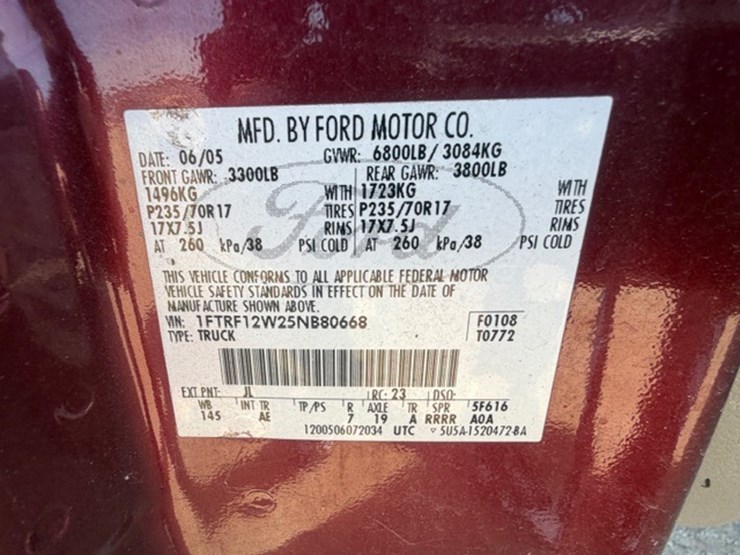 MFD. BY FORD MOTOR CO.
DATE: 06/05 GVWR: 6800LB/ 3084KG
FRONT GAWR: 3300LB REAR GAWR: 3800LB
1496KG WITH 1723KG WITH
P235/70R17 TIRES P235/70R17 TIRES
17X7.5J RIMS 17X7.5J RIMS
AT 260 kPa/38 PSI COLD AT 260 kPa/38 PSI COLD
Ford
THIS VEHICLE CONFORMS TO ALL APPLICABLE FEDERAL MOTOR
VEHICLE SAFETY STANDARDS IN EFFECT ON THE DATE OF
MANUFACTURE SHOWN ABOVE.
VIN: 1FTRF12W25NB80668 F0108
TYPE: TRUCK T0772
EXT PNT: JL RC: 23 DSO:
WB INT TR TP/PS R AXLE TR SPR 5F616
145 AE 7 19 A RRRR A0A
1200506072034 UTC ▽ 5U5A-1520472-BA